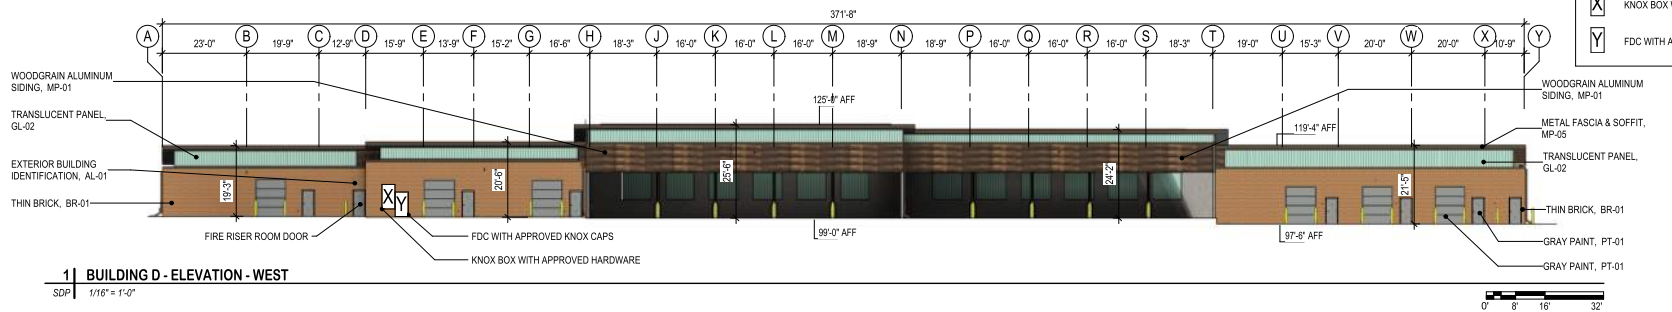 371'-8"
A B C D E F G H J K L M N P Q R S T U V W X Y
23'-0" 19'-9" 12'-9" 15'-9" 13'-9" 15'-2" 16'-6" 18'-3" 16'-0" 16'-0" 16'-0" 18'-9" 18'-9" 16'-0" 16'-0" 16'-0" 18'-3" 19'-0" 15'-3" 20'-0" 20'-0" 10'-9"
X KNOX BOX
Y FDC WITH
WOODGRAIN ALUMINUM
SIDING, MP-01
TRANSLUCENT PANEL,
GL-02
EXTERIOR BUILDING
IDENTIFICATION, AL-01
THIN BRICK, BR-01
FIRE RISER ROOM DOOR
X
Y
FDC WITH APPROVED KNOX CAPS
KNOX BOX WITH APPROVED HARDWARE
19'-3"
20'-6"
25'-6"
24'-2"
21'-5"
AFF
99'-0" AFF
119'-4" AFF
97'-6" AFF
WOODGRAIN ALUMINUM
SIDING, MP-01
METAL FASCIA & SOFFIT,
MP-05
TRANSLUCENT PANEL,
GL-02
THIN BRICK, BR-01
GRAY PAINT, PT-01
GRAY PAINT, PT-01
1 BUILDING D - ELEVATION - WEST
SDP 1/16" = 1'-0"
0' 8' 16' 32'